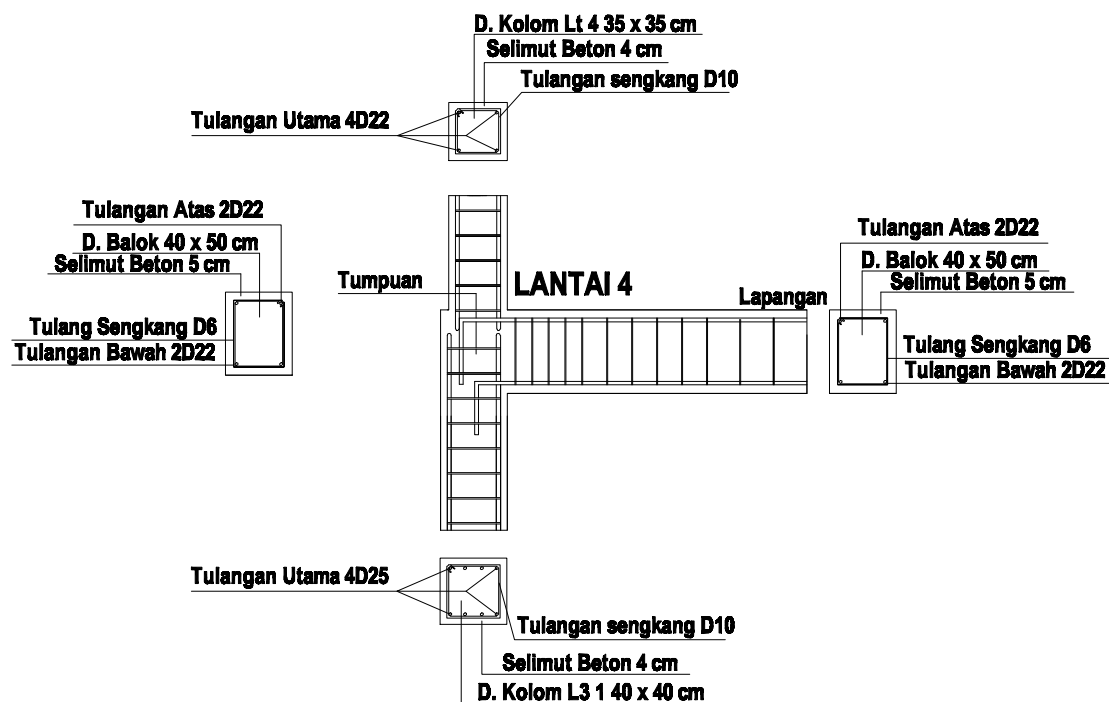 D. Kolom Lt 4 35 x 35 cm
Selimut Beton 4 cm
Tulangan sengkang D10
Tulangan Utama 4D22
Tulangan Atas 2D22
D. Balok 40 x 50 cm
Selimut Beton 5 cm
Tulang Sengkang D6
Tulangan Bawah 2D22
Tumpuan
LANTAI 4
Lapangan
Tulangan Atas 2D22
D. Balok 40 x 50 cm
Selimut Beton 5 cm
Tulang Sengkang D6
Tulangan Bawah 2D22
Tulangan Utama 4D25
Tulangan sengkang D10
Selimut Beton 4 cm
D. Kolom L3 1 40 x 40 cm